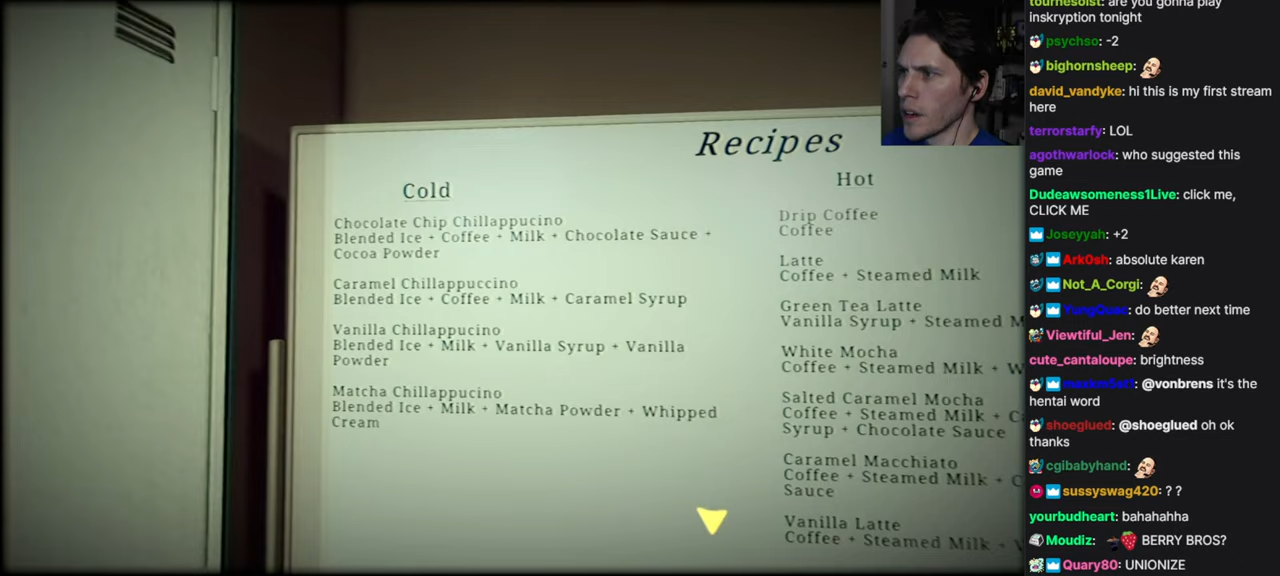 Recipes
Cold
Chocolate Chip Chillappucino
Blended Ice + Coffee + Milk + Chocolate Sauce +
Cocoa Powder
Caramel Chillappuccino
Blended Ice + Coffee + Milk + Caramel Syrup
Vanilla Chillappucino
Blended Ice + Milk + Vanilla Syrup + Vanilla
Powder
Matcha Chillappucino
Blended Ice + Milk + Matcha Powder + Whipped
Cream
Hot
Drip Coffee
Coffee
Latte
Coffee + Steamed Milk
Green Tea Latte
Vanilla Syrup + Steamed M
White Mocha
Coffee + Steamed Milk + W
Salted Caramel Mocha
Coffee + Steamed Milk + C
Syrup + Chocolate Sauce
Caramel Macchiato
Coffee + Steamed Milk + C
Sauce
Vanilla Latte
Coffee + Steamed Milk +
tournesolst: are you gonna play
inskryption tonight
psychso: -2
bighornsheep:
david_vandyke: hi this is my first stream
here
terrorstarfy: LOL
agothwarlock: who suggested this
game
Dudeawsomeness1Live: click me,
CLICK ME
Joseyyah: +2
Ark0sh: absolute karen
Not_A_Corgi:
YungQuac: do better next time
Viewtiful_Jen:
cute_cantaloupe: brightness
@vonbrens it's the
hentai word
shoeglued: @shoeglued oh ok
thanks
cgibabyhand:
sussyswag420: ? ?
yourbudheart: bahahahha
Moudiz: BERRY BROS?
Quary80: UNIONIZE